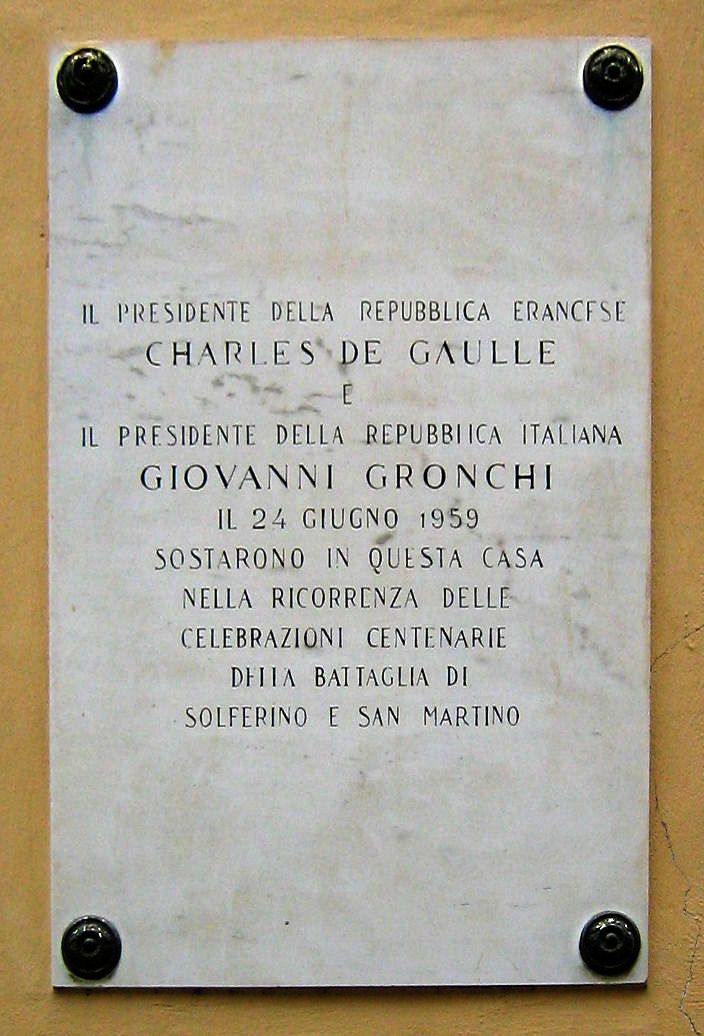 IL PRESIDENTE DELLA REPUBBLICA FRANCESE
CHARLES DE GAULLE
E
IL PRESIDENTE DELLA REPUBBLICA ITALIANA
GIOVANNI GRONCHI
IL 24 GIUGNO 1959
SOSTARONO IN QUESTA CASA
NELLA RICORRENZA DELLE
CELEBRAZIONI CENTENARIE
DELLA BATTAGLIA DI
SOLFERINO E SAN MARTINO